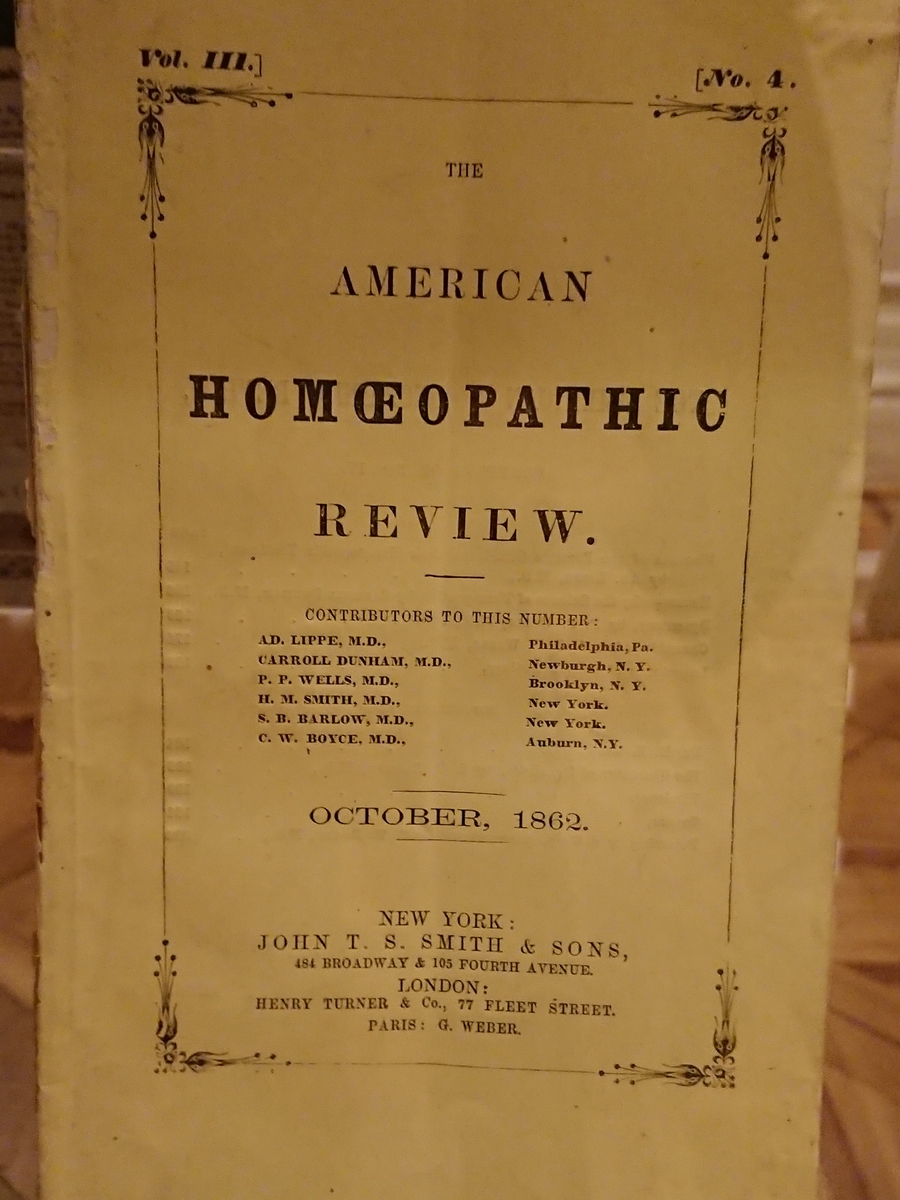 Vol. III.]
[No. 4.
THE
AMERICAN
HOMŒOPATHIC
REVIEW.
CONTRIBUTORS TO THIS NUMBER:
AD. LIPPE, M.D., Philadelphia, Pa.
CARROLL DUNHAM, M.D., Newburgh, N. Y.
P. P. WELLS, M.D., Brooklyn, N. Y.
H. M. SMITH, M.D., New York.
S. B. BARLOW, M.D., New York.
C. W. BOYCE, M.D., Auburn, N.Y.
OCTOBER, 1862.
NEW YORK:
JOHN T. S. SMITH & SONS,
484 BROADWAY & 105 FOURTH AVENUE.
LONDON:
HENRY TURNER & Co., 77 FLEET STREET.
PARIS: G. WEBER.